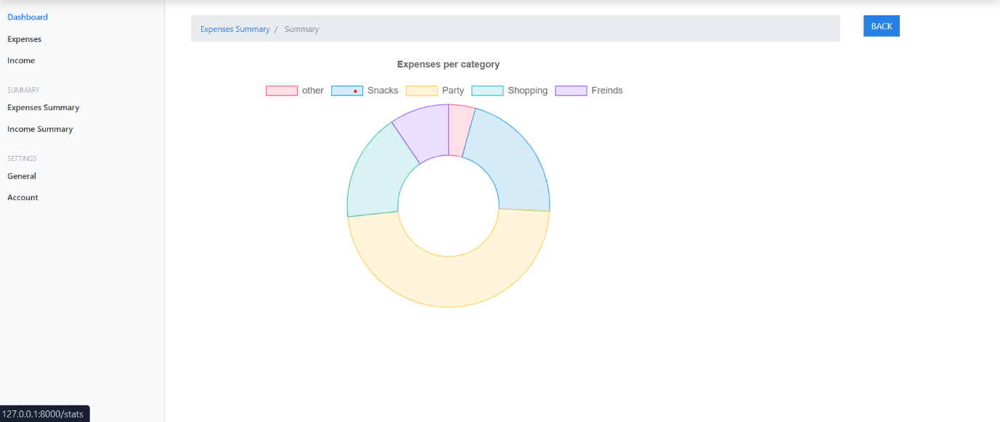 Dashboard
Expenses
Income
SUMMARY
Expenses Summary
Income Summary
SETTINGS
General
Account
Expenses Summary / Summary
BACK
Expenses per category
other Snacks Party Shopping Freinds
127.0.0.1:8000/stats